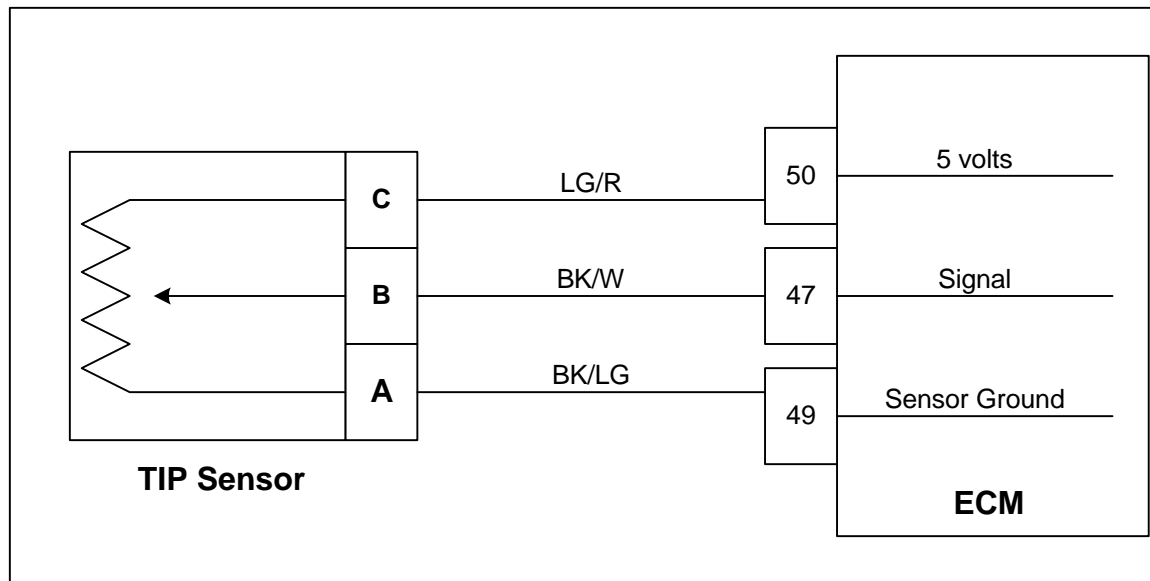 C
LG/R
50
5 volts
B
BK/W
47
Signal
A
BK/LG
49
Sensor Ground
TIP Sensor
ECM